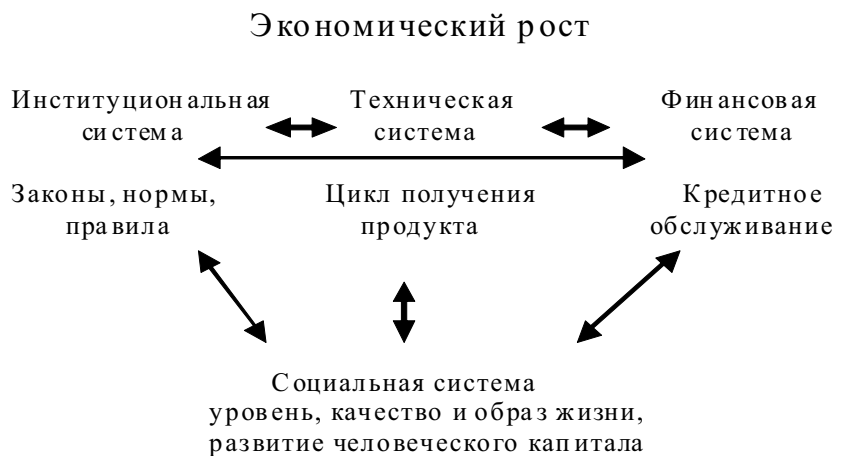 Экономический рост
Институциональная Техническая Финансовая
система система система
Законы, нормы, Цикл получения Кредитное
правила продукта обслуживание
Социальная система
уровень, качество и образ жизни,
развитие человеческого капитала